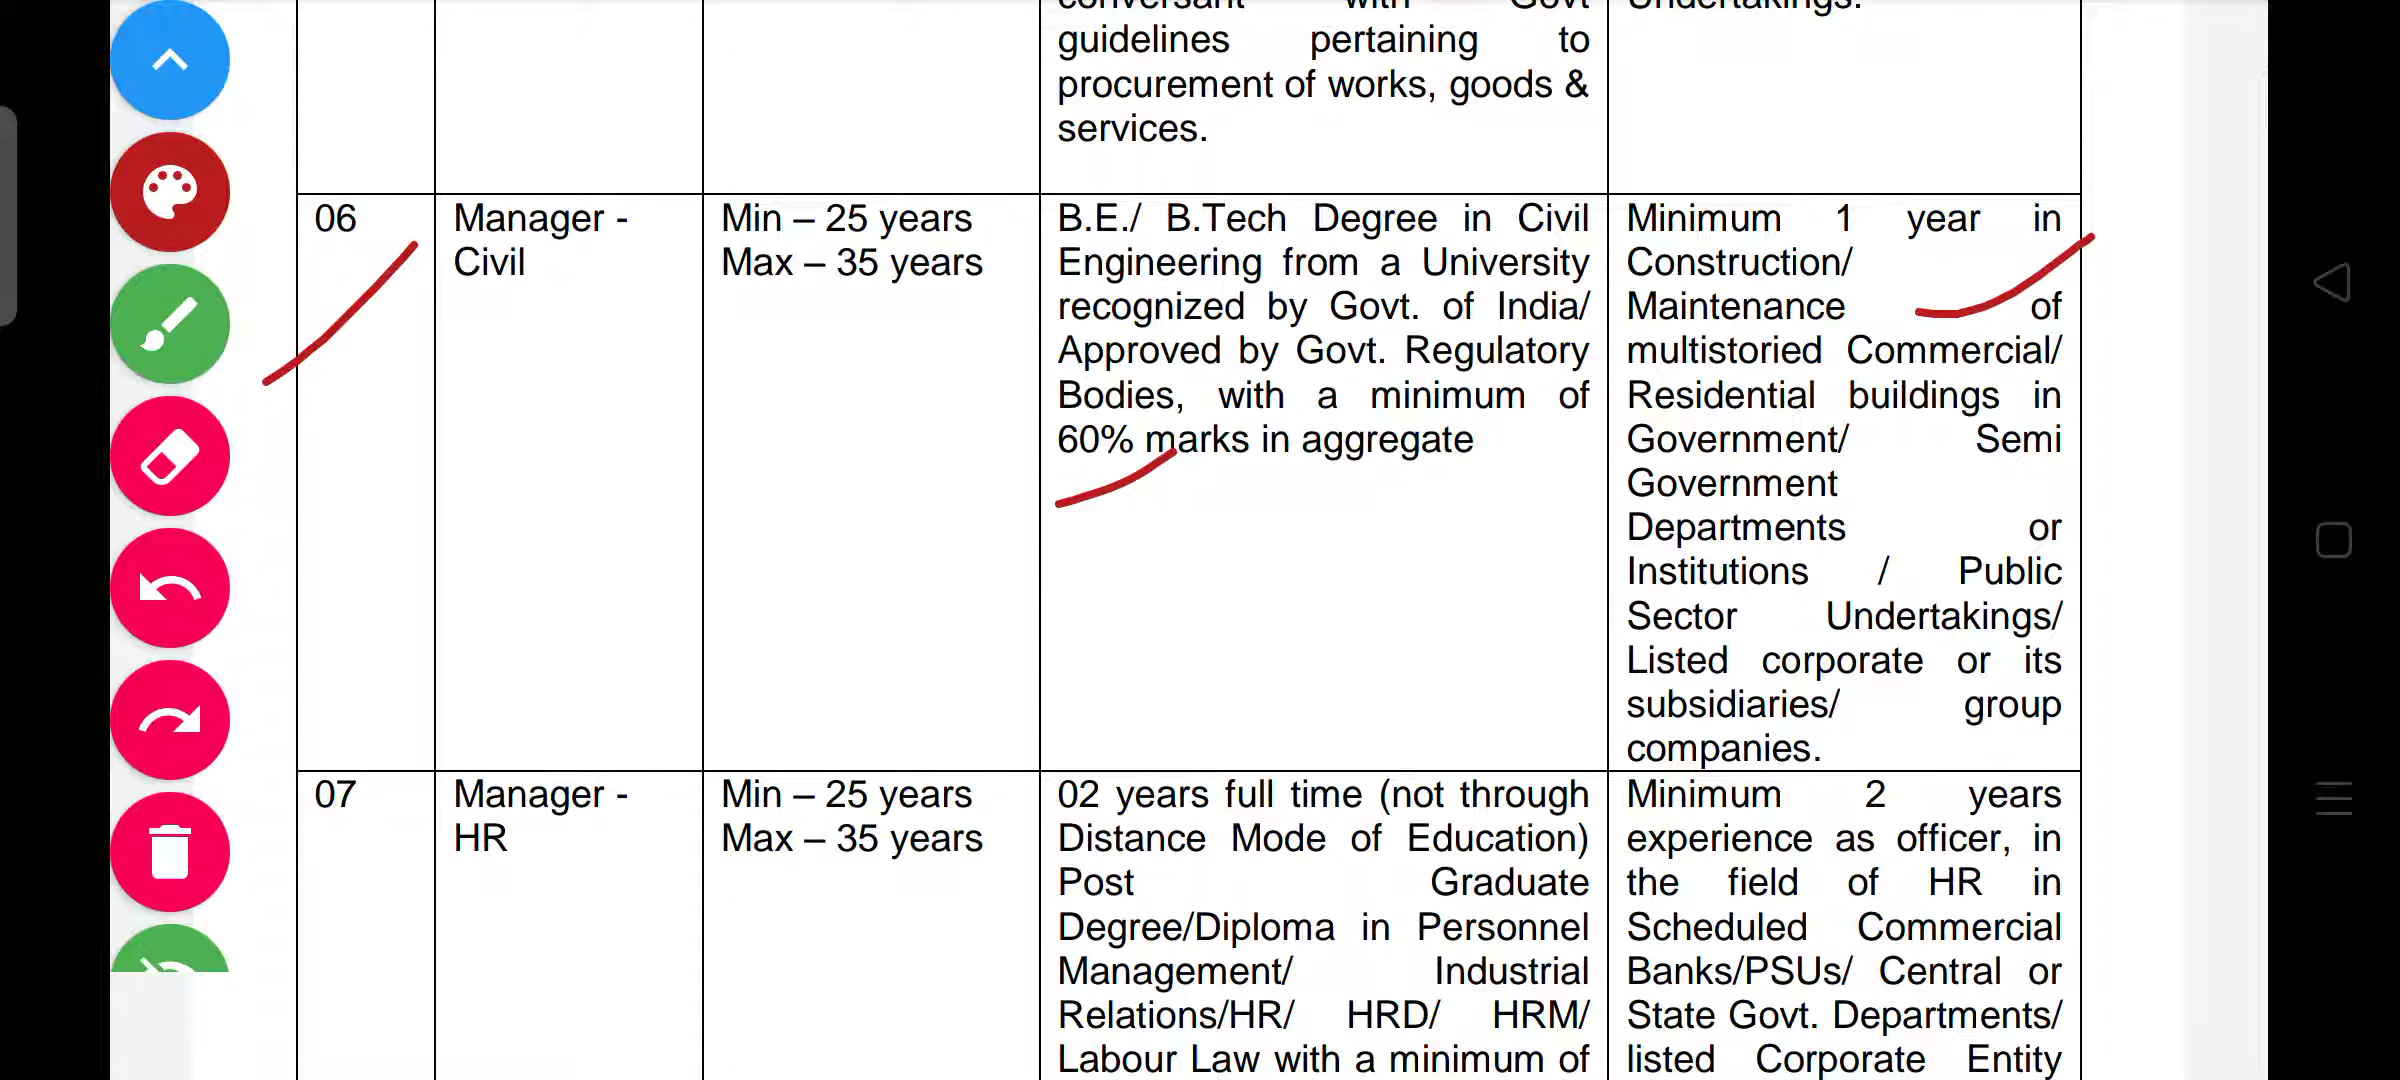 conversant with Govt
guidelines pertaining to
procurement of works, goods &
services.
Undertakings.
06
Manager -
Civil
Min – 25 years
Max – 35 years
B.E./ B.Tech Degree in Civil
Engineering from a University
recognized by Govt. of India/
Approved by Govt. Regulatory
Bodies, with a minimum of
60% marks in aggregate
Minimum 1 year in
Construction/
Maintenance of
multistoried Commercial/
Residential buildings in
Government/ Semi
Government
Departments or
Institutions / Public
Sector Undertakings/
Listed corporate or its
subsidiaries/ group
companies.
07
Manager -
HR
Min – 25 years
Max – 35 years
02 years full time (not through
Distance Mode of Education)
Post Graduate
Degree/Diploma in Personnel
Management/ Industrial
Relations/HR/ HRD/ HRM/
Labour Law with a minimum of
Minimum 2 years
experience as officer, in
the field of HR in
Scheduled Commercial
Banks/PSUs/ Central or
State Govt. Departments/
listed Corporate Entity